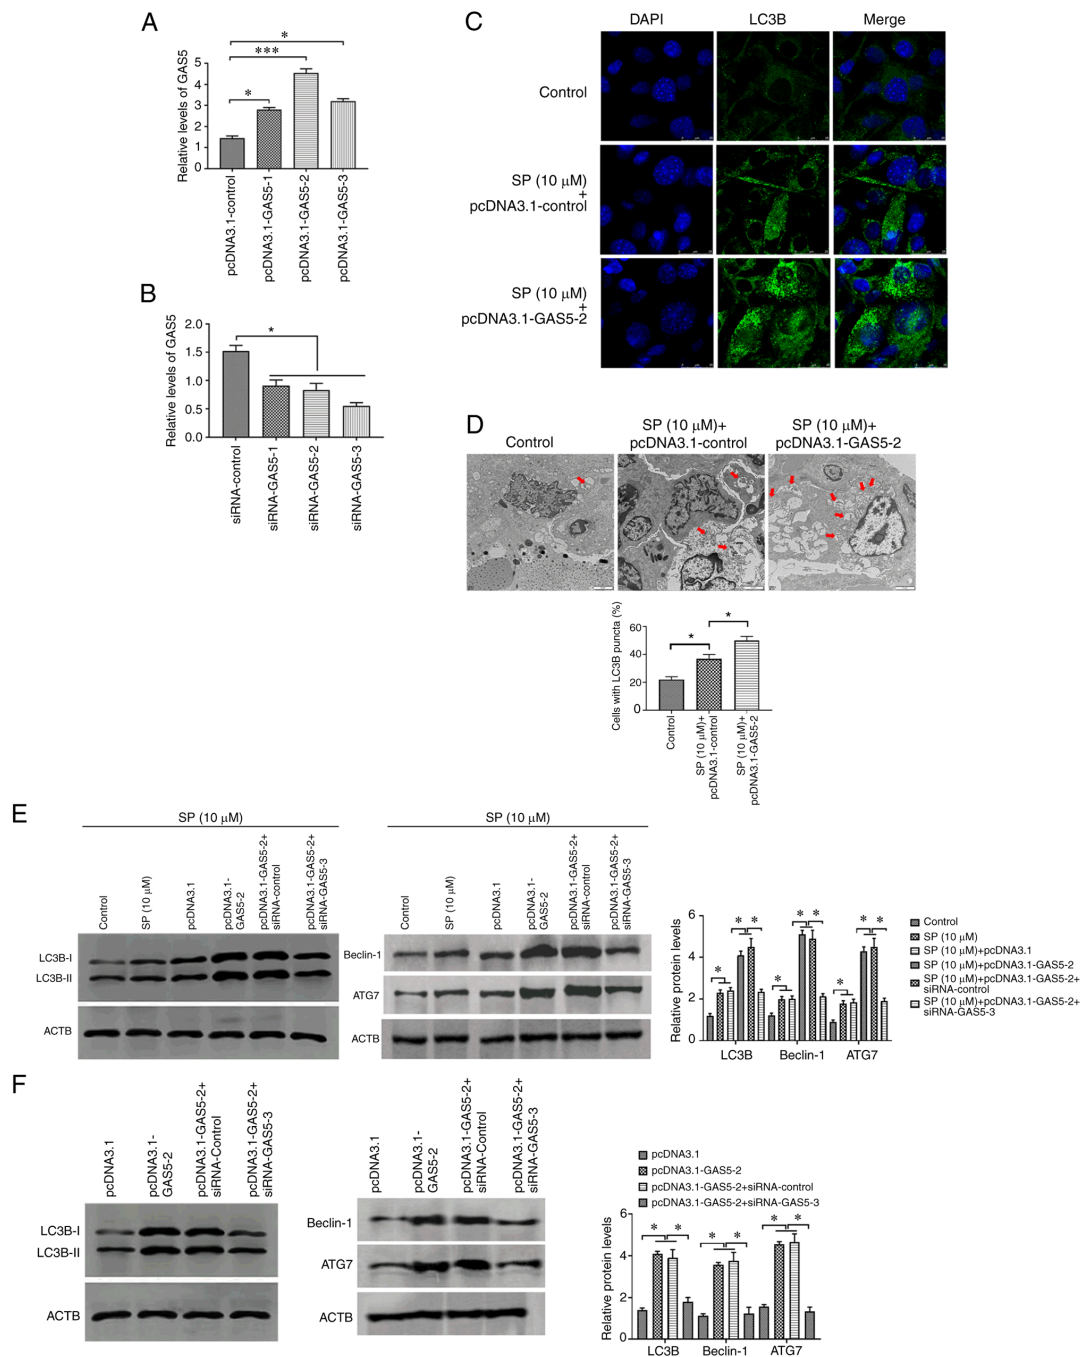 A
Relative levels of GAS5
5
4
3
2
1
0
*
***
*
pcDNA3.1-control
pcDNA3.1-GAS5-1
pcDNA3.1-GAS5-2
pcDNA3.1-GAS5-3
B
Relative levels of GAS5
2.0
1.5
1.0
0.5
0.0
*
siRNA-control
siRNA-GAS5-1
siRNA-GAS5-2
siRNA-GAS5-3
C
DAPI
LC3B
Merge
Control
SP (10 μM)
+
pcDNA3.1-control
SP (10 μM)
+
pcDNA3.1-GAS5-2
D
Control
SP (10 μM)+
pcDNA3.1-control
SP (10 μM)+
pcDNA3.1-GAS5-2
Cells with LC3B puncta (%)
60
40
20
0
*
*
Control
SP (10 μM)+
pcDNA3.1-control
SP (10 μM)+
pcDNA3.1-GAS5-2
E
SP (10 μM)
Control
SP (10 μM)
pcDNA3.1
pcDNA3.1-
GAS5-2
pcDNA3.1-GAS5-2+
siRNA-control
pcDNA3.1-GAS5-2+
siRNA-GAS5-3
LC3B-I
LC3B-II
ACTB
SP (10 μM)
Control
SP (10 μM)
pcDNA3.1
pcDNA3.1-
GAS5-2
pcDNA3.1-GAS5-2+
siRNA-control
pcDNA3.1-GAS5-2+
siRNA-GAS5-3
Beclin-1
ATG7
ACTB
Relative protein levels
6
4
2
0
* * *
* * *
* * *
LC3B
Beclin-1
ATG7
Control
SP (10 μM)
SP (10 μM)+pcDNA3.1
SP (10 μM)+pcDNA3.1-GAS5-2
SP (10 μM)+pcDNA3.1-GAS5-2+
siRNA-control
SP (10 μM)+pcDNA3.1-GAS5-2+
siRNA-GAS5-3
F
pcDNA3.1
pcDNA3.1-
GAS5-2
pcDNA3.1-GAS5-2+
siRNA-Control
pcDNA3.1-GAS5-2+
siRNA-GAS5-3
LC3B-I
LC3B-II
ACTB
pcDNA3.1
pcDNA3.1-
GAS5-2
pcDNA3.1-GAS5-2+
siRNA-Control
pcDNA3.1-GAS5-2+
siRNA-GAS5-3
Beclin-1
ATG7
ACTB
pcDNA3.1
pcDNA3.1-GAS5-2
pcDNA3.1-GAS5-2+siRNA-control
pcDNA3.1-GAS5-2+siRNA-GAS5-3
Relative protein levels
6
4
2
0
* *
* *
* *
LC3B
Beclin-1
ATG7